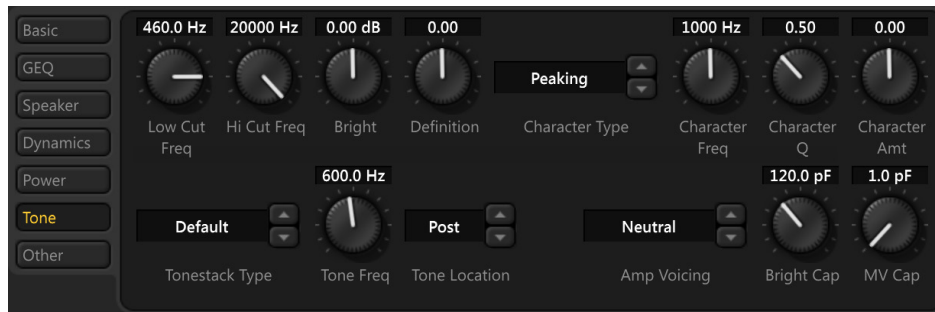 Basic
GEQ
Speaker
Dynamics
Power
Tone
Other
460.0 Hz 20000 Hz 0.00 dB 0.00 1000 Hz 0.50 0.00
Peaking
Low Cut Hi Cut Freq Bright Definition Character Type Character Character Character
Freq Freq Q Amt
600.0 Hz 120.0 pF 1.0 pF
Default Post Neutral
Tonestack Type Tone Freq Tone Location Amp Voicing Bright Cap MV Cap